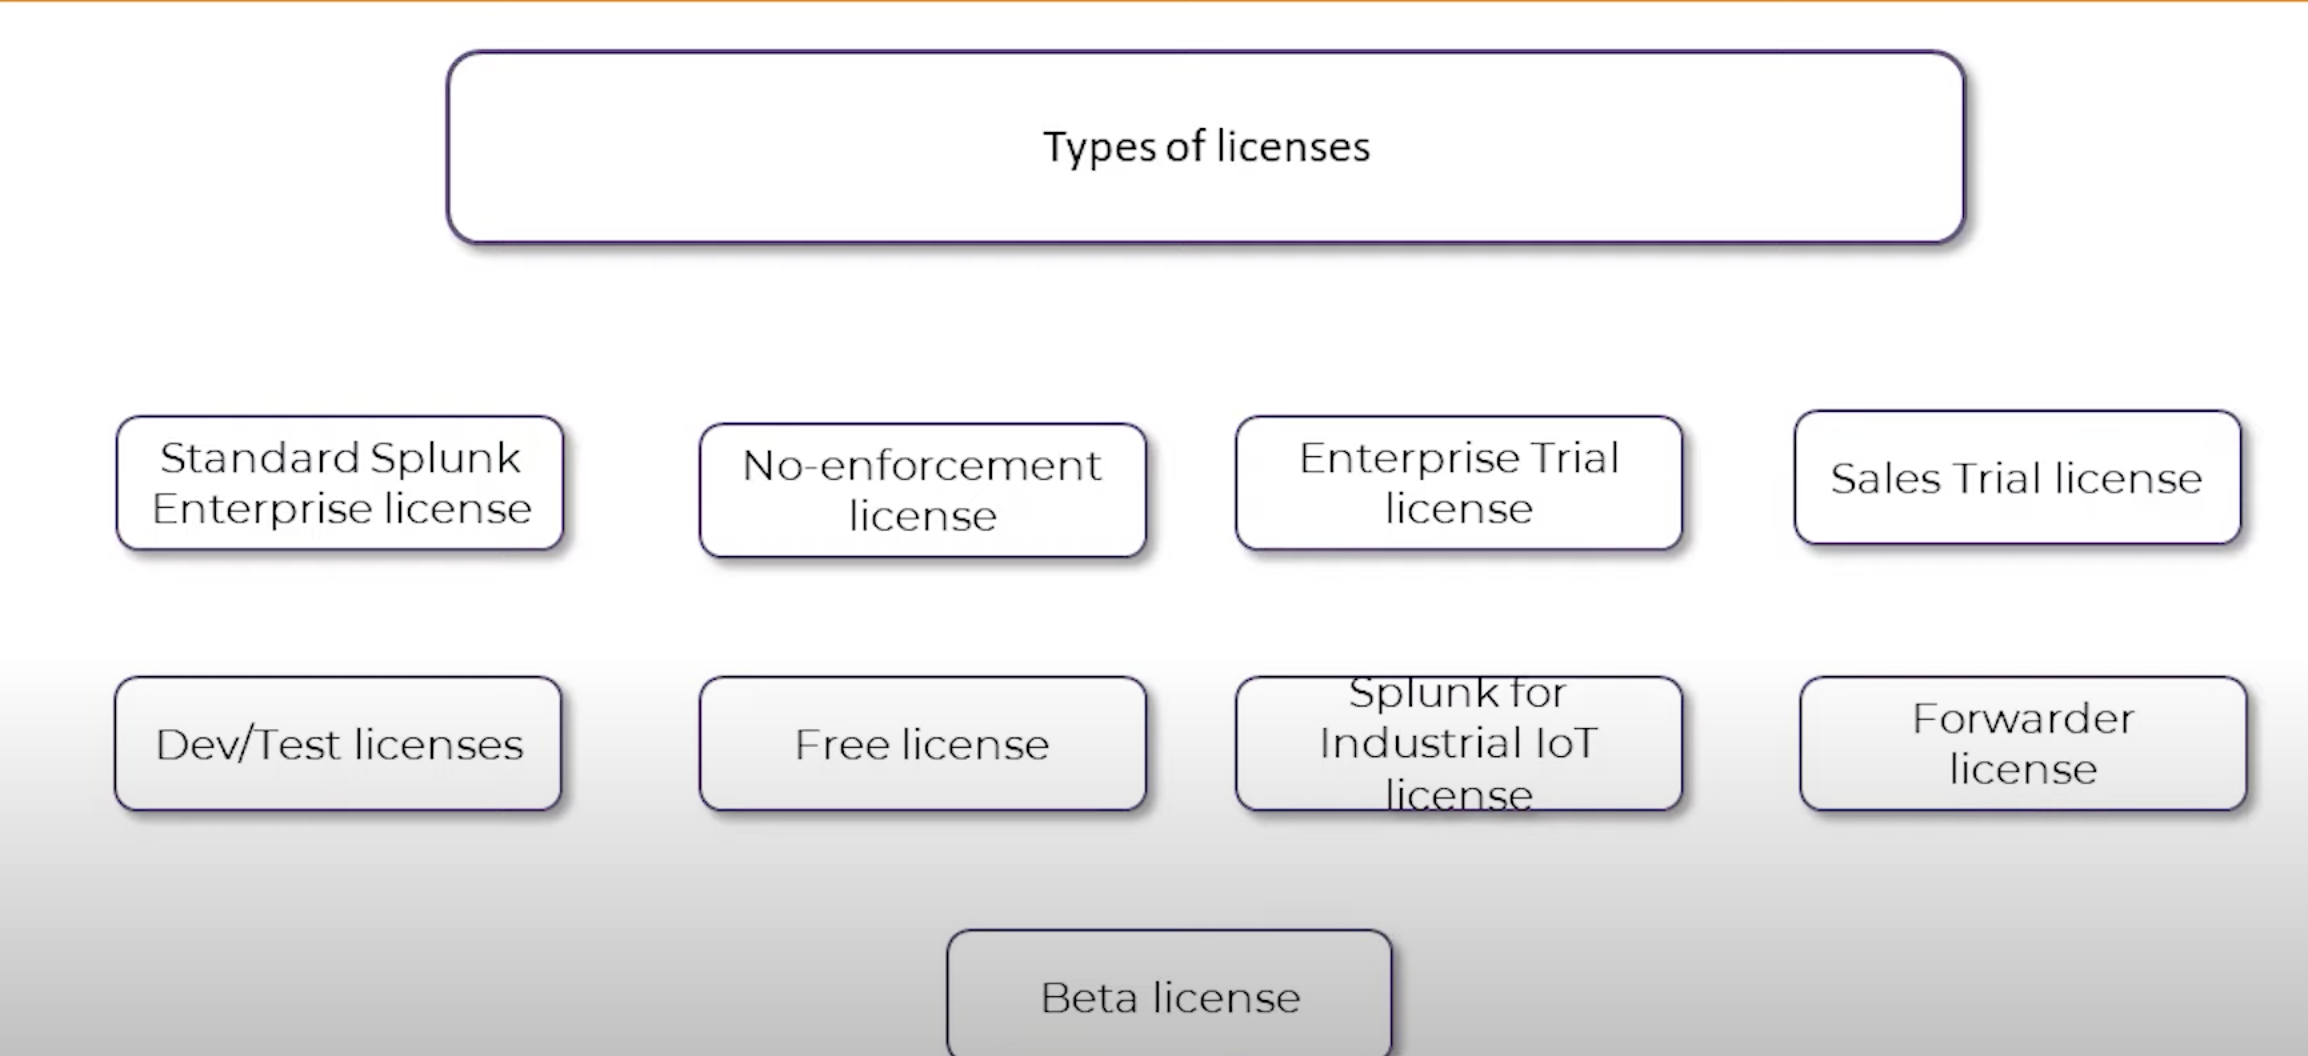 Types of licenses
Standard Splunk
Enterprise license
No-enforcement
license
Enterprise Trial
license
Sales Trial license
Dev/Test licenses
Free license
Splunk for
Industrial IoT
license
Forwarder
license
Beta license